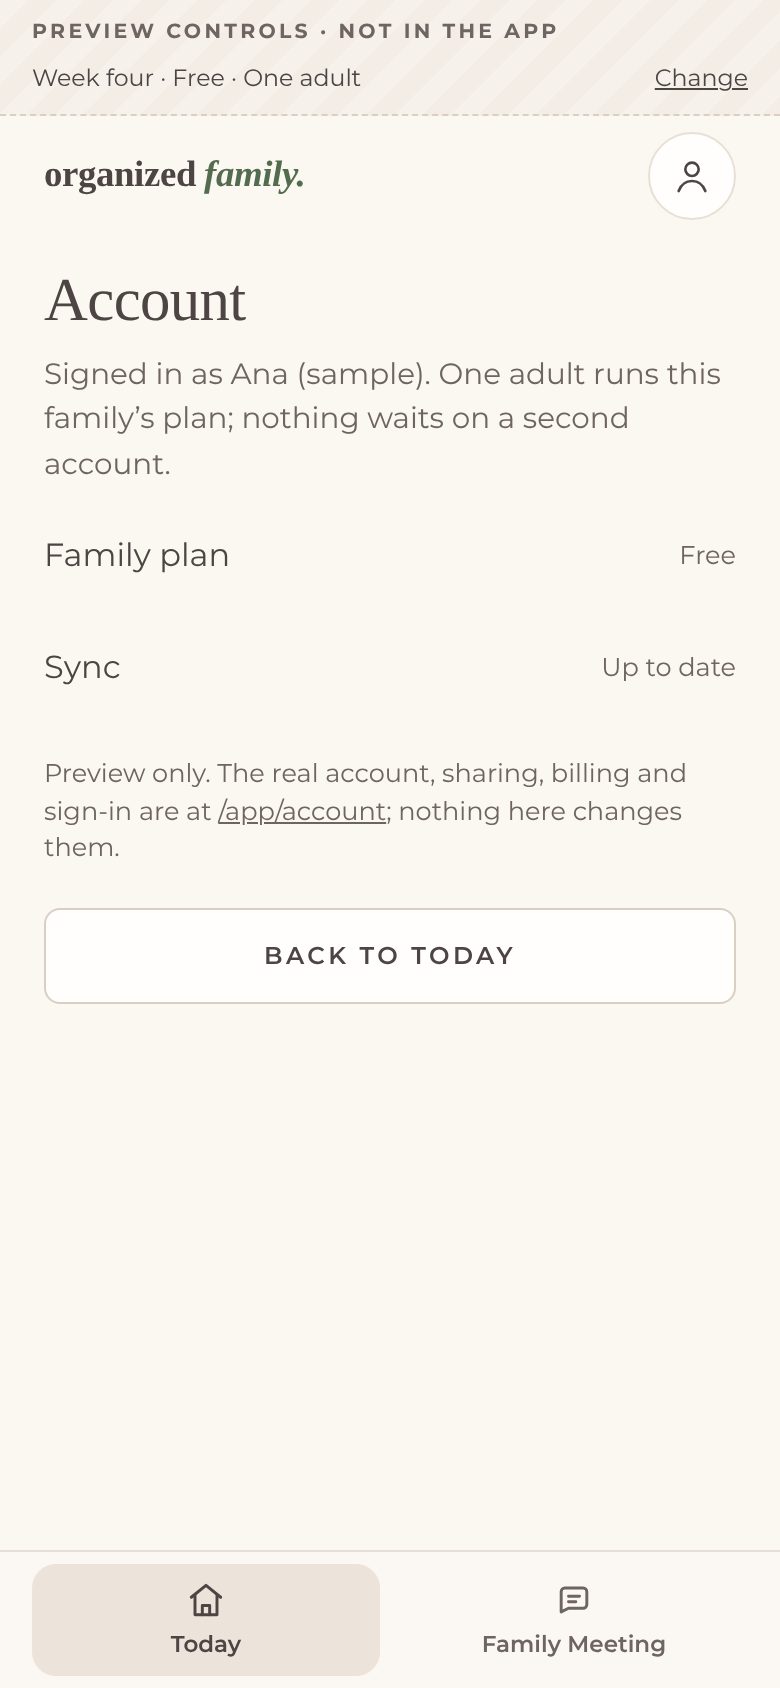 PREVIEW CONTROLS · NOT IN THE APP
Week four · Free · One adult
Change
organized family.
Account
Signed in as Ana (sample). One adult runs this
family’s plan; nothing waits on a second
account.
Family plan
Free
Sync
Up to date
Preview only. The real account, sharing, billing and
sign-in are at /app/account; nothing here changes
them.
BACK TO TODAY
Today
Family Meeting